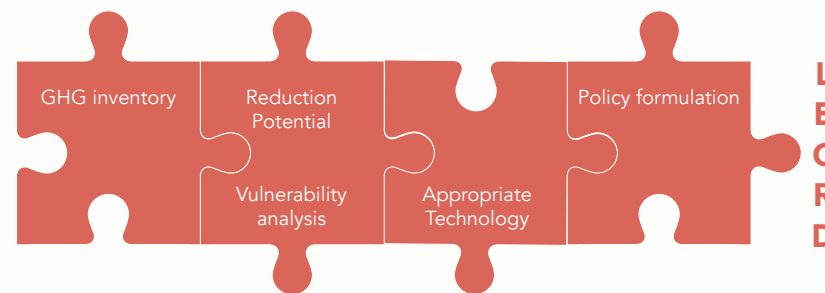 GHG inventory
Reduction
Potential
Vulnerability
analysis
Appropriate
Technology
Policy formulation